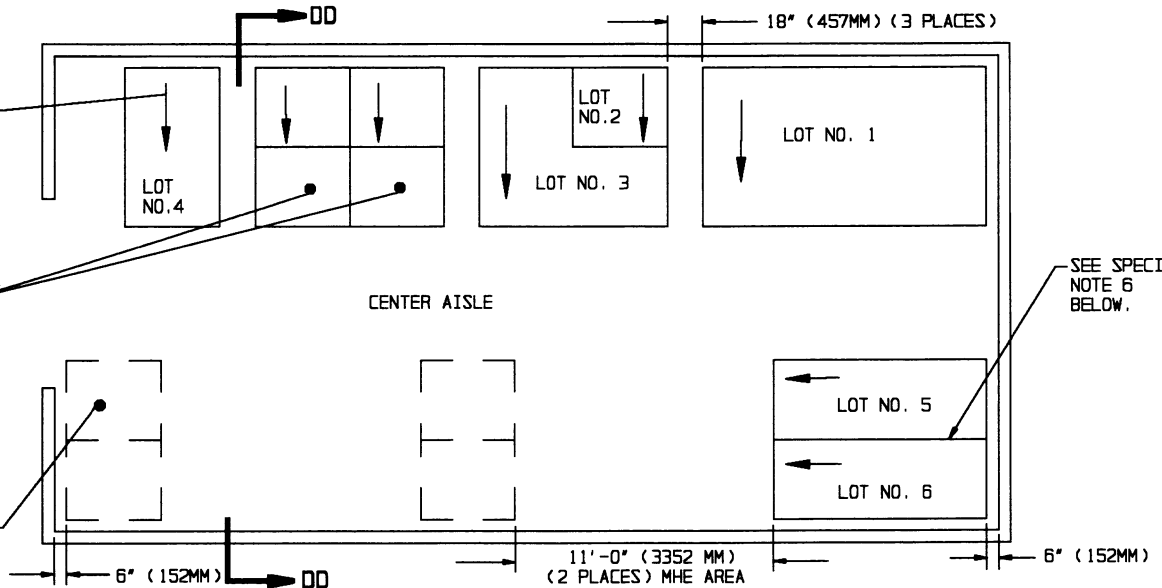 DD
18" (457MM) (3 PLACES)
LOT
NO.2
LOT NO. 1
LOT
NO.4
LOT NO. 3
CENTER AISLE
SEE SPECI
NOTE 6
BELOW.
LOT NO. 5
LOT NO. 6
6" (152MM)
DD
11'-0" (3352 MM)
(2 PLACES) MHE AREA
6" (152MM)